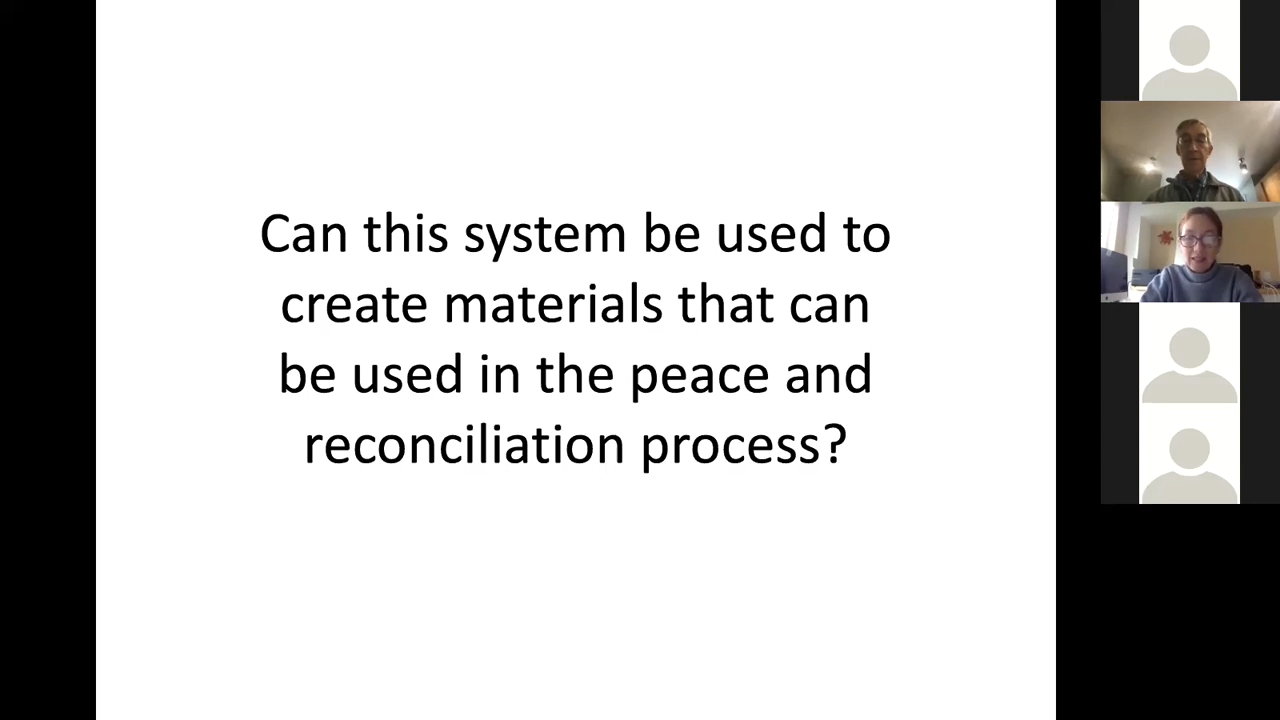 Can this system be used to
create materials that can
be used in the peace and
reconciliation process?